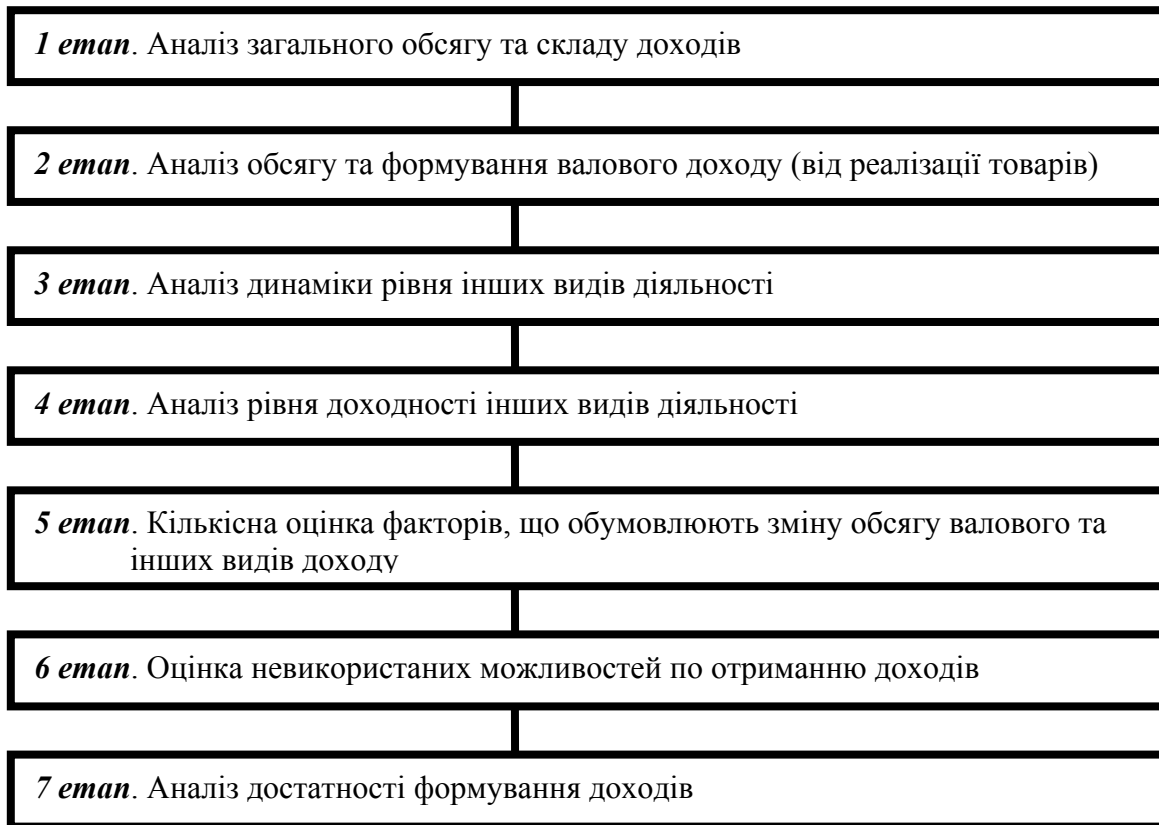 1 етап. Аналіз загального обсягу та складу доходів
2 етап. Аналіз обсягу та формування валового доходу (від реалізації товарів)
3 етап. Аналіз динаміки рівня інших видів діяльності
4 етап. Аналіз рівня доходності інших видів діяльності
5 етап. Кількісна оцінка факторів, що обумовлюють зміну обсягу валового та
інших видів доходу
6 етап. Оцінка невикористаних можливостей по отриманню доходів
7 етап. Аналіз достатності формування доходів